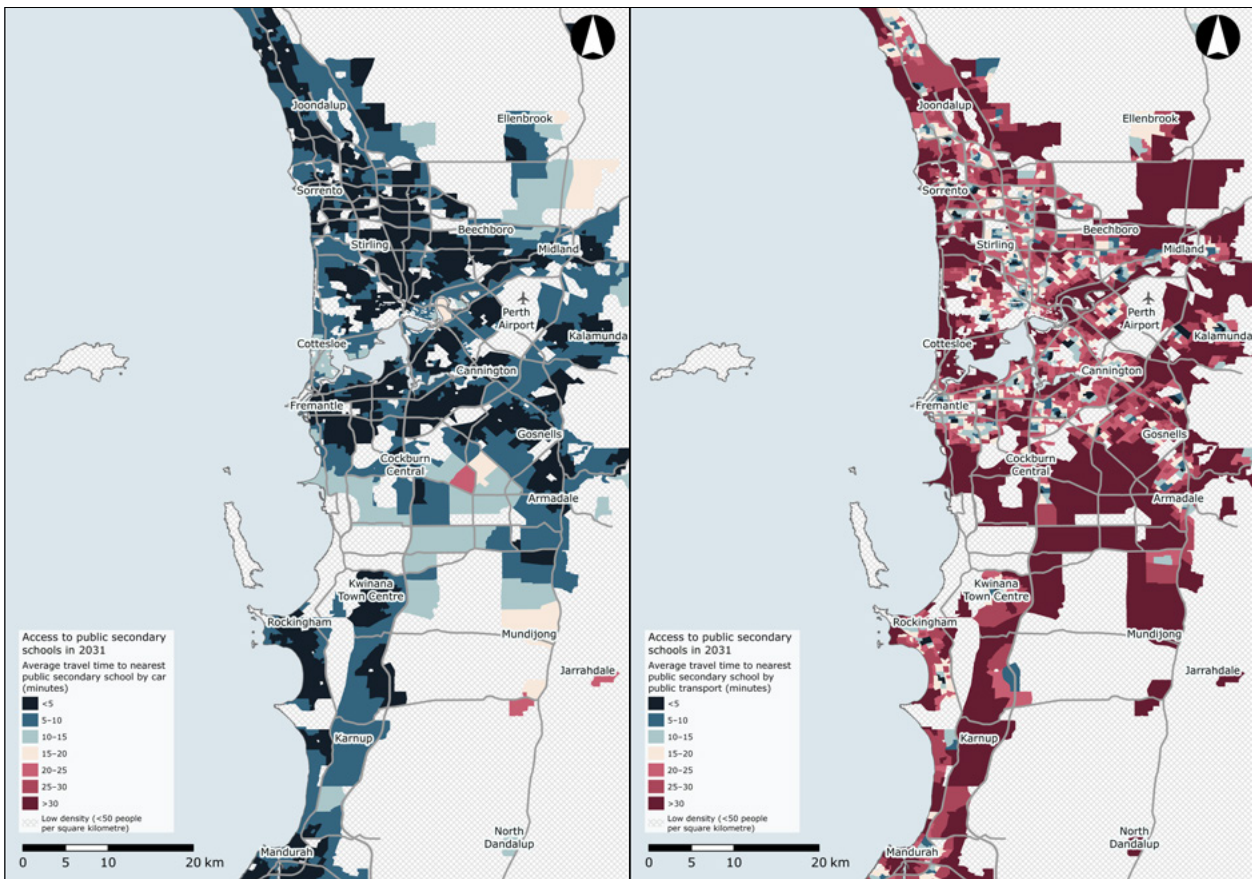 Joondalup
Ellenbrook
Sorrento
Beechboro
Stirling
Midland
Perth
Airport
Cottesloe
Kalamunda
Cannington
Fremantle
Gosnells
Cockburn
Central
Armadale
Kwinana
Town Centre
Rockingham
Mundijong
Jarrahdale
Karnup
North
Dandalup
Mandurah
Access to public secondary
schools in 2031
Average travel time to nearest
public secondary school by car
(minutes)
<5
5–10
10–15
15–20
20–25
25–30
>30
Low density (<50 people
per square kilometre)
0 5 10 20 km
Joondalup
Ellenbrook
Sorrento
Beechboro
Stirling
Midland
Perth
Airport
Cottesloe
Kalamunda
Cannington
Fremantle
Gosnells
Cockburn
Central
Armadale
Kwinana
Town Centre
Rockingham
Mundijong
Jarrahdale
Karnup
North
Dandalup
Mandurah
Access to public secondary
schools in 2031
Average travel time to nearest
public secondary school by
public transport (minutes)
<5
5–10
10–15
15–20
20–25
25–30
>30
Low density (<50 people
per square kilometre)
0 5 10 20 km